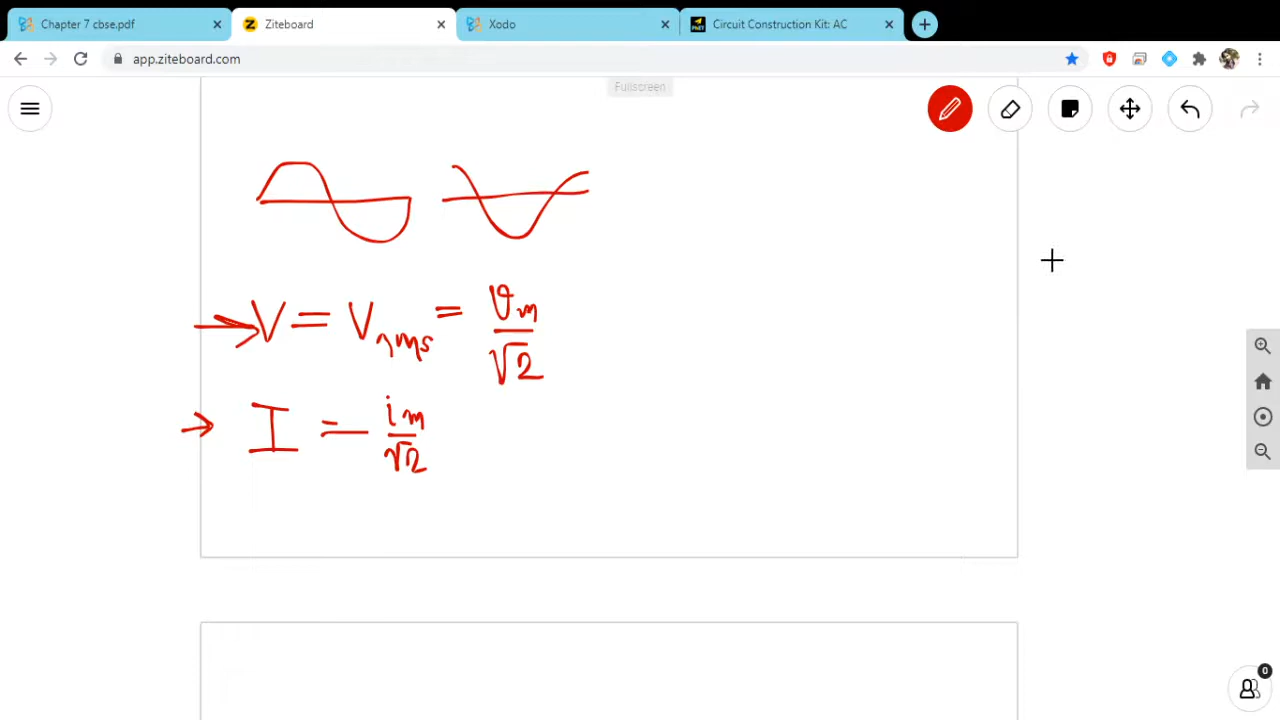 Chapter 7 cbse.pdf Ziteboard Xodo Circuit Construction Kit: AC
app.ziteboard.com
Fullscreen
V = Vrms = vm/√2
I = im/√2
0